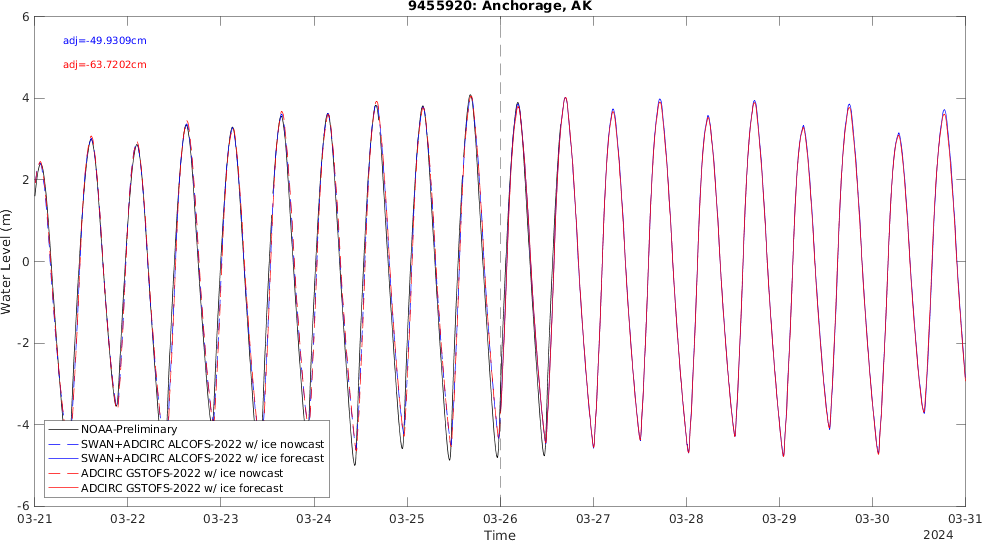 9455920: Anchorage, AK
adj=-49.9309cm
adj=-63.7202cm
6
4
2
0
-2
-4
-6
Water Level (m)
NOAA-Preliminary
SWAN+ADCIRC ALCOFS-2022 w/ ice nowcast
SWAN+ADCIRC ALCOFS-2022 w/ ice forecast
ADCIRC GSTOFS-2022 w/ ice nowcast
ADCIRC GSTOFS-2022 w/ ice forecast
03-21 03-22 03-23 03-24 03-25 03-26 03-27 03-28 03-29 03-30 03-31
Time
2024